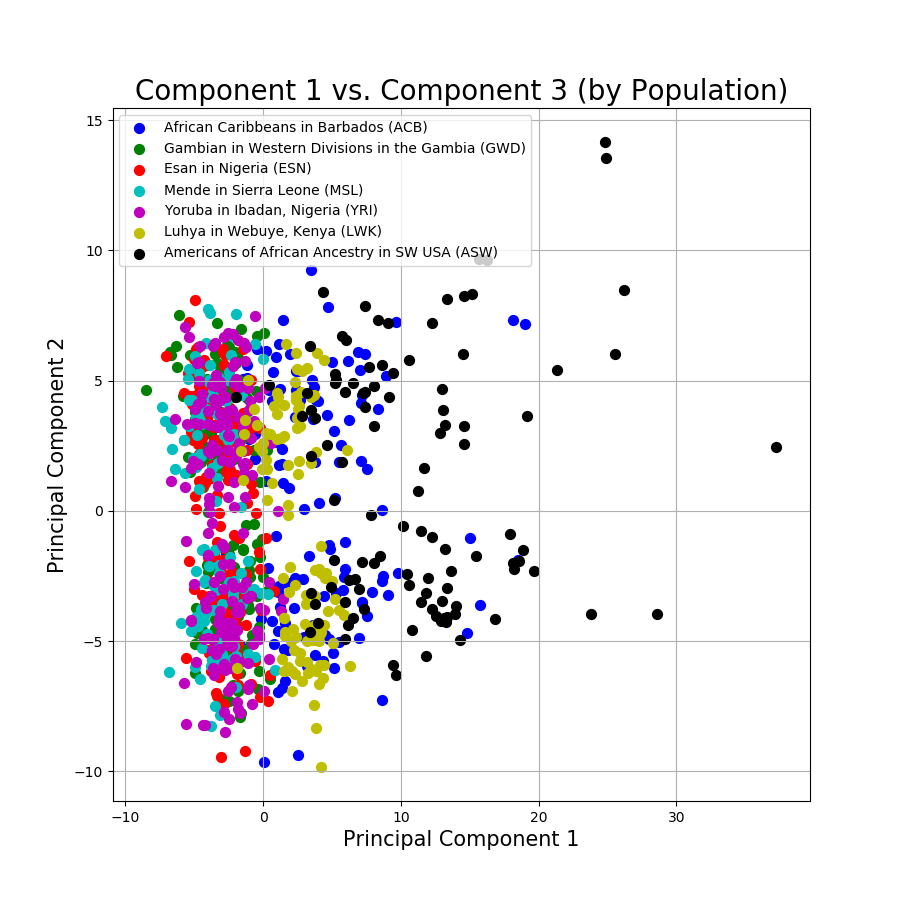 Component 1 vs. Component 3 (by Population)
African Caribbeans in Barbados (ACB)
Gambian in Western Divisions in the Gambia (GWD)
Esan in Nigeria (ESN)
Mende in Sierra Leone (MSL)
Yoruba in Ibadan, Nigeria (YRI)
Luhya in Webuye, Kenya (LWK)
Americans of African Ancestry in SW USA (ASW)
Principal Component 2
15
10
5
0
−5
−10
−10 0 10 20 30
Principal Component 1